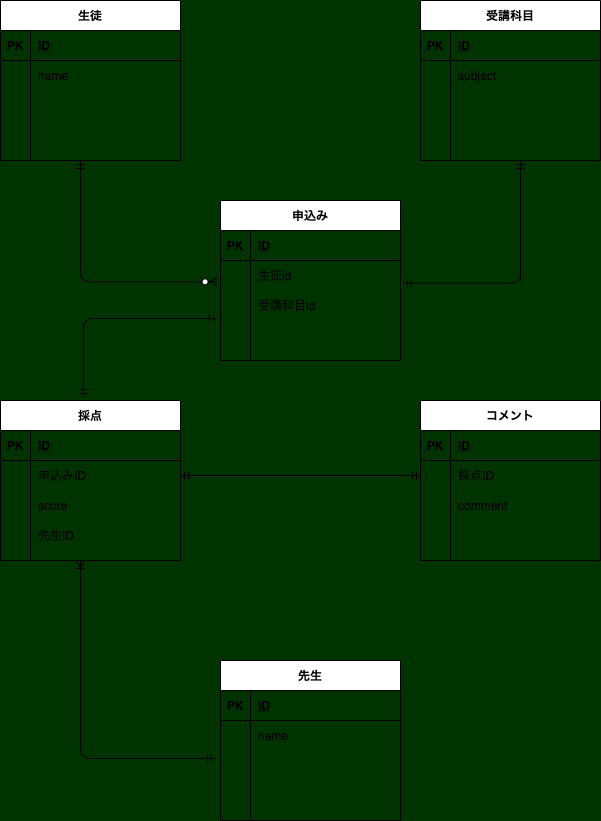 生徒
PK ID
name
受講科目
PK ID
subject
申込み
PK ID
生徒id
受講科目id
採点
PK ID
申込みID
score
先生ID
コメント
PK ID
採点ID
comment
先生
PK ID
name